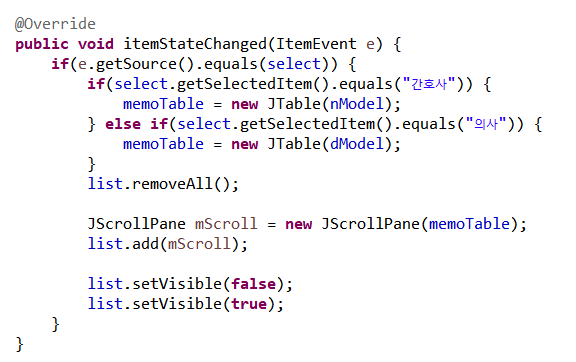 @Override
public void itemStateChanged(ItemEvent e) {
    if(e.getSource().equals(select)) {
        if(select.getSelectedItem().equals("간호사")) {
            memoTable = new JTable(nModel);
        } else if(select.getSelectedItem().equals("의사")) {
            memoTable = new JTable(dModel);
        }
        list.removeAll();

        JScrollPane mScroll = new JScrollPane(memoTable);
        list.add(mScroll);

        list.setVisible(false);
        list.setVisible(true);
    }
}